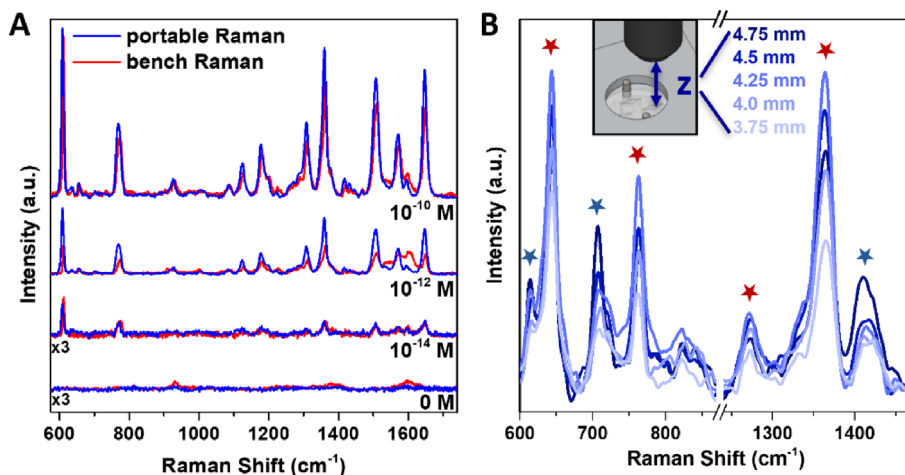 A
portable Raman
bench Raman
10⁻¹⁰ M
10⁻¹² M
10⁻¹⁴ M
x3
0 M
x3
Intensity (a.u.)
600 800 1000 1200 1400 1600
Raman Shift (cm⁻¹)
B
Z
4.75 mm
4.5 mm
4.25 mm
4.0 mm
3.75 mm
Intensity (a.u.)
600 700 800 1300 1400
Raman Shift (cm⁻¹)